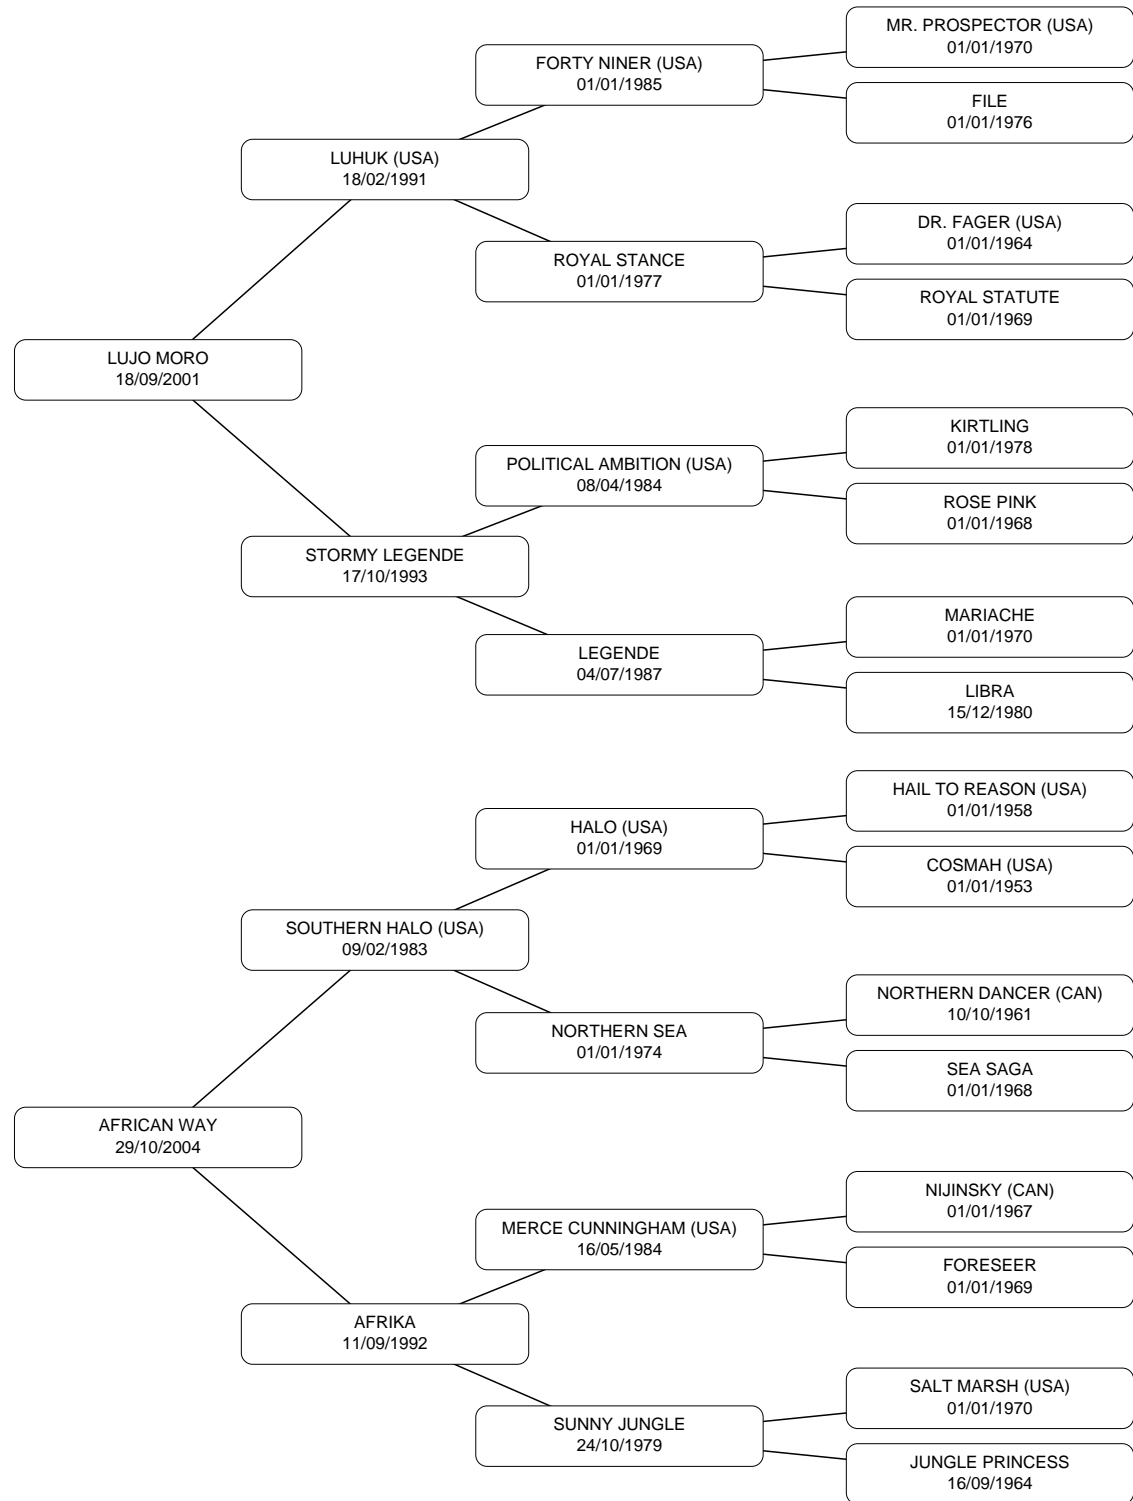 MR. PROSPECTOR (USA)
01/01/1970
FORTY NINER (USA)
01/01/1985
FILE
01/01/1976
LUHUK (USA)
18/02/1991
DR. FAGER (USA)
01/01/1964
ROYAL STANCE
01/01/1977
ROYAL STATUTE
01/01/1969
LUJO MORO
18/09/2001
KIRTLING
01/01/1978
POLITICAL AMBITION (USA)
08/04/1984
ROSE PINK
01/01/1968
STORMY LEGENDE
17/10/1993
MARIACHE
01/01/1970
LEGENDE
04/07/1987
LIBRA
15/12/1980
HAIL TO REASON (USA)
01/01/1958
HALO (USA)
01/01/1969
COSMAH (USA)
01/01/1953
SOUTHERN HALO (USA)
09/02/1983
NORTHERN DANCER (CAN)
10/10/1961
NORTHERN SEA
01/01/1974
SEA SAGA
01/01/1968
AFRICAN WAY
29/10/2004
NIJINSKY (CAN)
01/01/1967
MERCE CUNNINGHAM (USA)
16/05/1984
FORESEER
01/01/1969
AFRIKA
11/09/1992
SALT MARSH (USA)
01/01/1970
SUNNY JUNGLE
24/10/1979
JUNGLE PRINCESS
16/09/1964